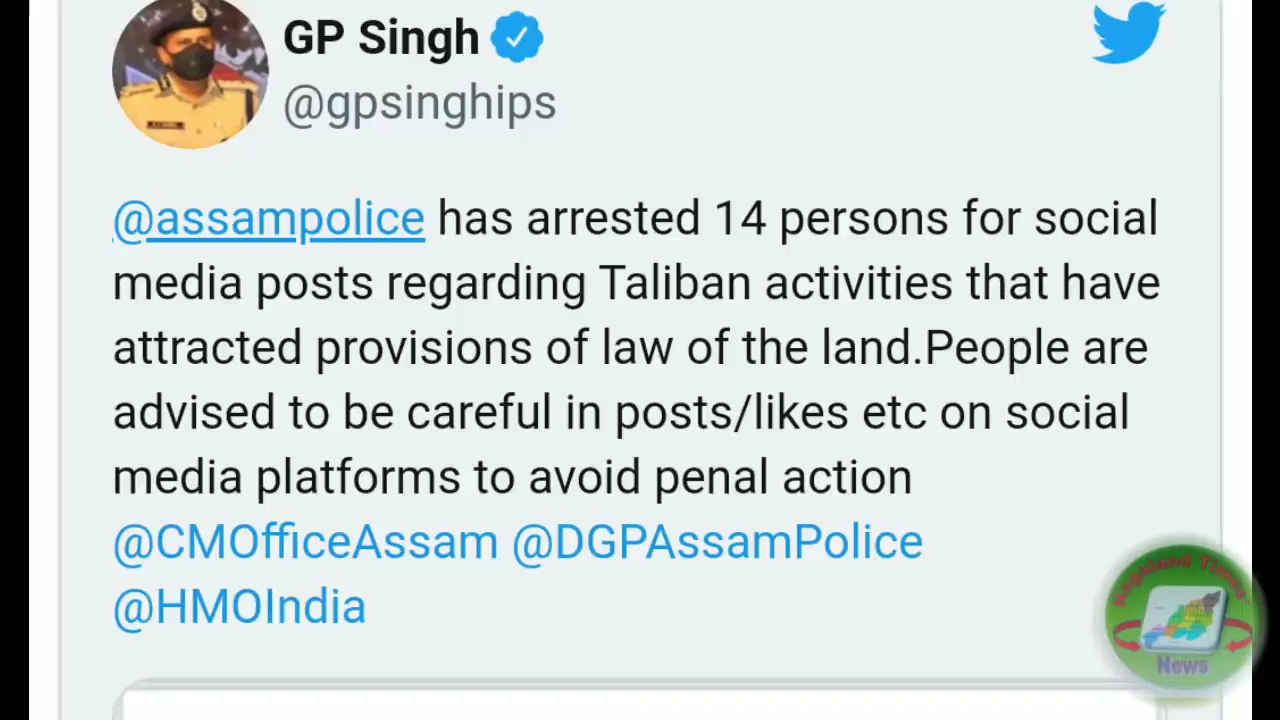 GP Singh
@gpsinghips
@assampolice has arrested 14 persons for social
media posts regarding Taliban activities that have
attracted provisions of law of the land.People are
advised to be careful in posts/likes etc on social
media platforms to avoid penal action
@CMOfficeAssam @DGPAssamPolice
@HMOIndia
Nagaland Times'
News